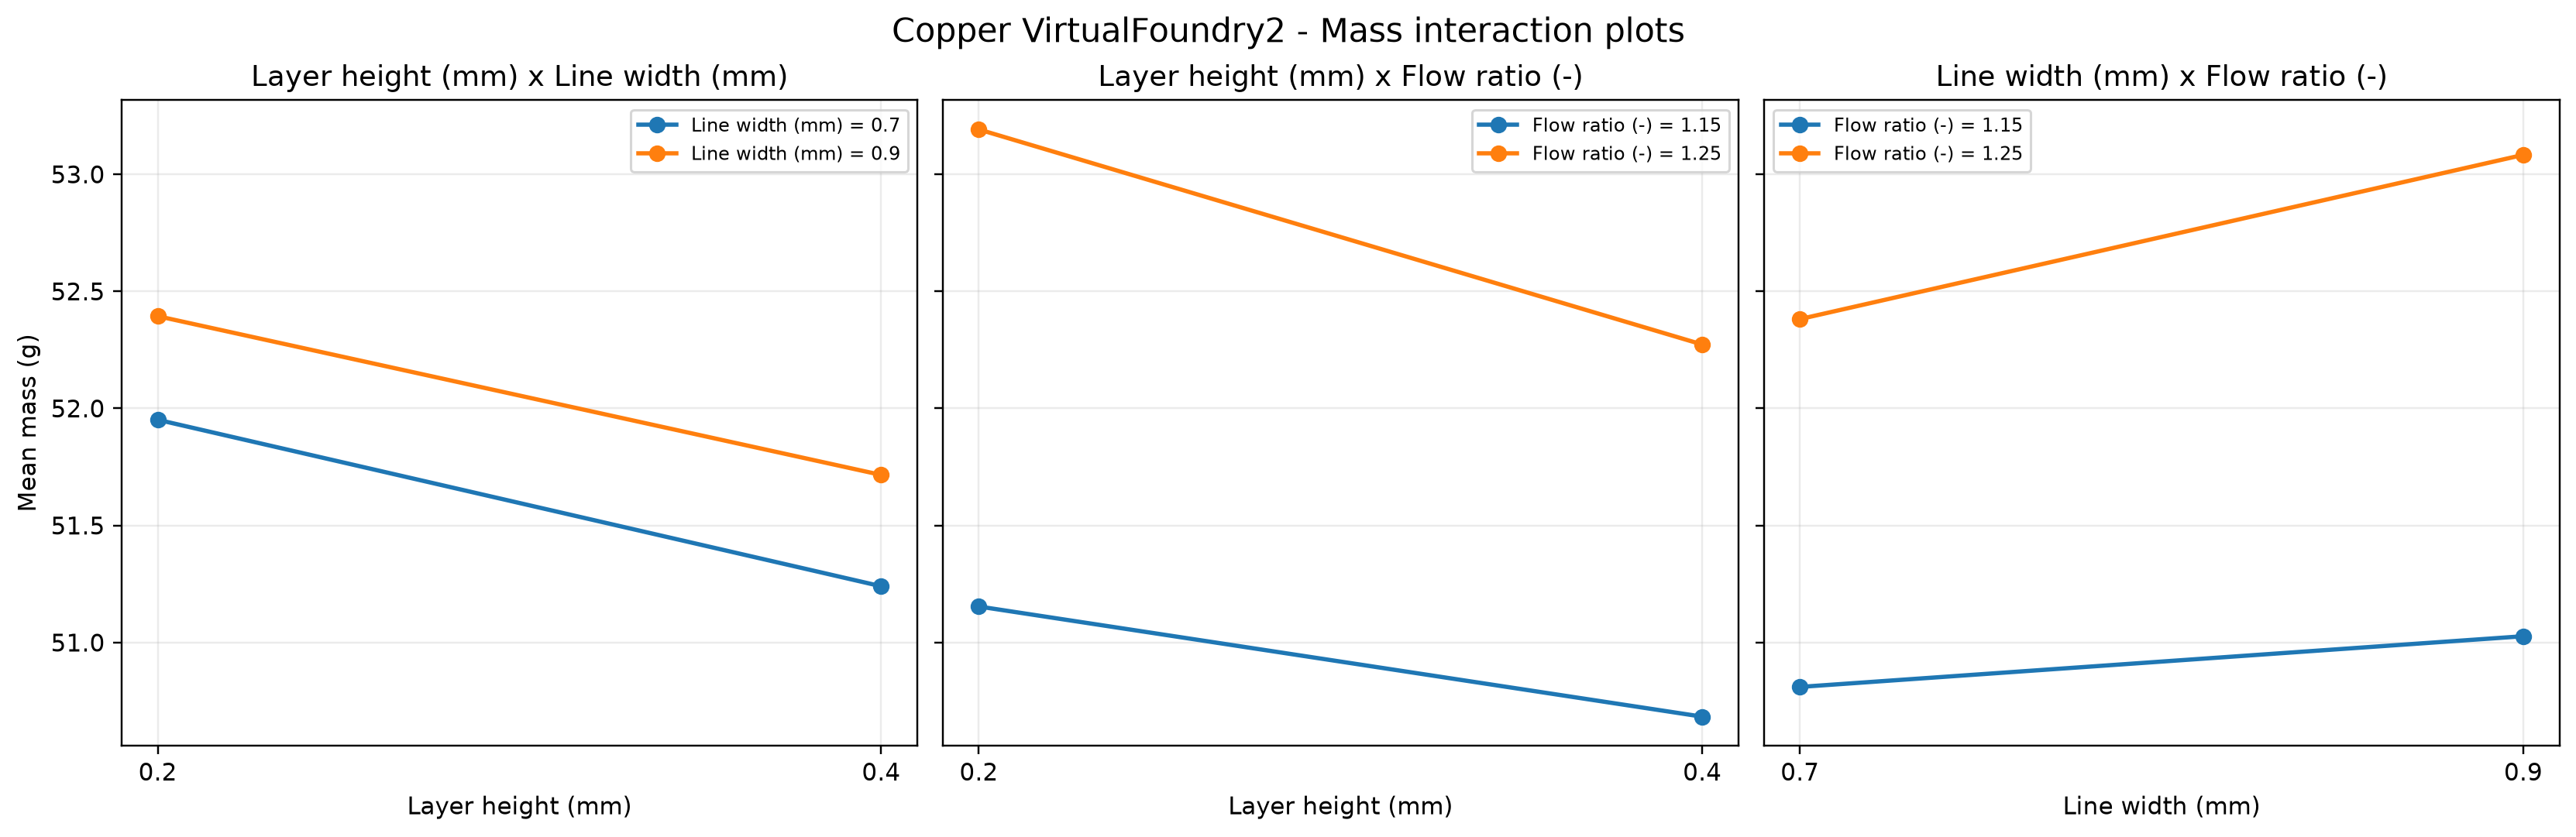 Copper VirtualFoundry2 - Mass interaction plots
Layer height (mm) x Line width (mm)
Line width (mm) = 0.7
Line width (mm) = 0.9
53.0
52.5
52.0
51.5
51.0
Mean mass (g)
0.2
0.4
Layer height (mm)
Layer height (mm) x Flow ratio (-)
Flow ratio (-) = 1.15
Flow ratio (-) = 1.25
0.2
0.4
Layer height (mm)
Line width (mm) x Flow ratio (-)
Flow ratio (-) = 1.15
Flow ratio (-) = 1.25
0.7
0.9
Line width (mm)